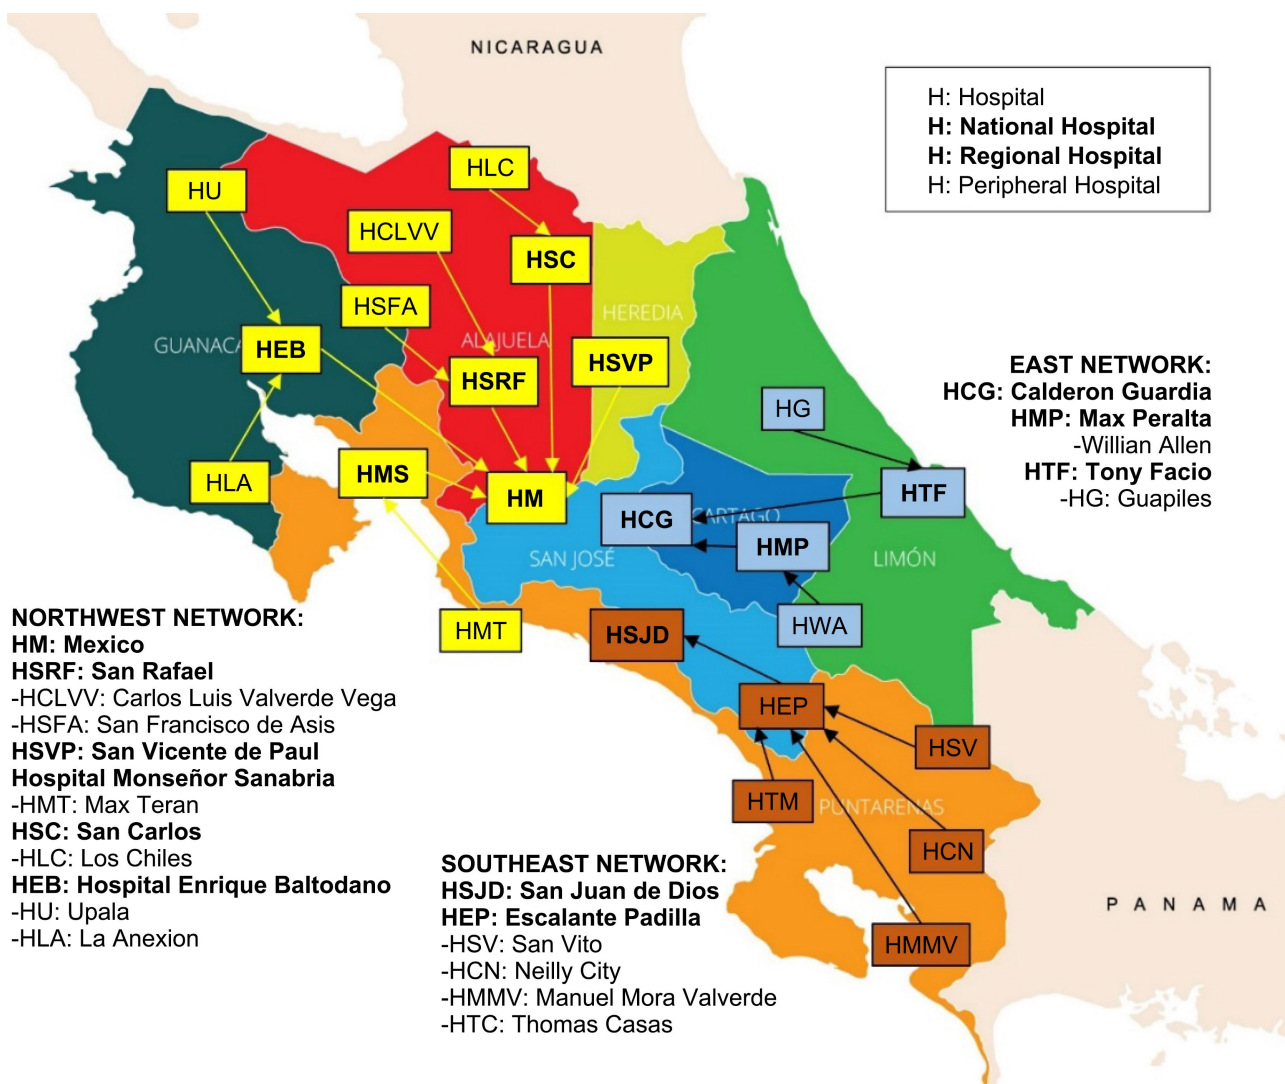 NICARAGUA
H: Hospital
H: National Hospital
H: Regional Hospital
H: Peripheral Hospital
HLC
HU
HCLVV
HSC
HSFA
HEREDIA
GUANACA
HEB
ALAJUELA
HSVP
HSRF
HG
EAST NETWORK:
HCG: Calderon Guardia
HMP: Max Peralta
-Willian Allen
HTF: Tony Facio
-HG: Guapiles
HLA
HMS
HM
HTF
HCG
CARTAGO
HMP
SAN JOSÉ
LIMÓN
HMT
HSJD
HWA
NORTHWEST NETWORK:
HM: Mexico
HSRF: San Rafael
-HCLVV: Carlos Luis Valverde Vega
-HSFA: San Francisco de Asis
HSVP: San Vicente de Paul
Hospital Monseñor Sanabria
-HMT: Max Teran
HSC: San Carlos
-HLC: Los Chiles
HEB: Hospital Enrique Baltodano
-HU: Upala
-HLA: La Anexion
HEP
HSV
HTM
PUNTARENAS
HCN
HMMV
PANAMA
SOUTHEAST NETWORK:
HSJD: San Juan de Dios
HEP: Escalante Padilla
-HSV: San Vito
-HCN: Neilly City
-HMMV: Manuel Mora Valverde
-HTC: Thomas Casas